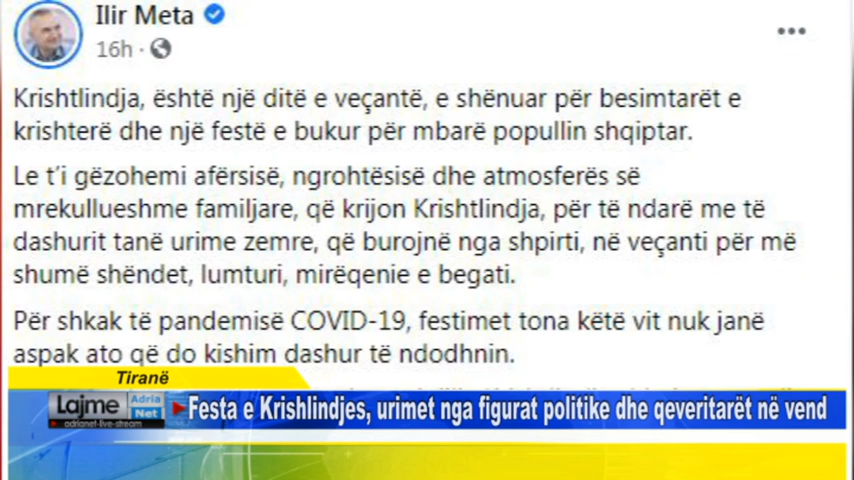 Ilir Meta
16h
Krishtlindja, është një ditë e veçantë, e shënuar për besimtarët e
krishterë dhe një festë e bukur për mbarë popullin shqiptar.
Le t'i gëzohemi afërsisë, ngrohtësisë dhe atmosferës së
mrekullueshme familjare, që krijon Krishtlindja, për të ndarë me të
dashurit tanë urime zemre, që burojnë nga shpirti, në veçanti për më
shumë shëndet, lumturi, mirëqenie e begati.
Për shkak të pandemisë COVID-19, festimet tona këtë vit nuk janë
aspak ato që do kishim dashur të ndodhnin.
Tiranë
Lajme Adria Net
adrianet-live-stream
Festa e Krishlindjes, urimet nga figurat politike dhe qeveritarët në vend